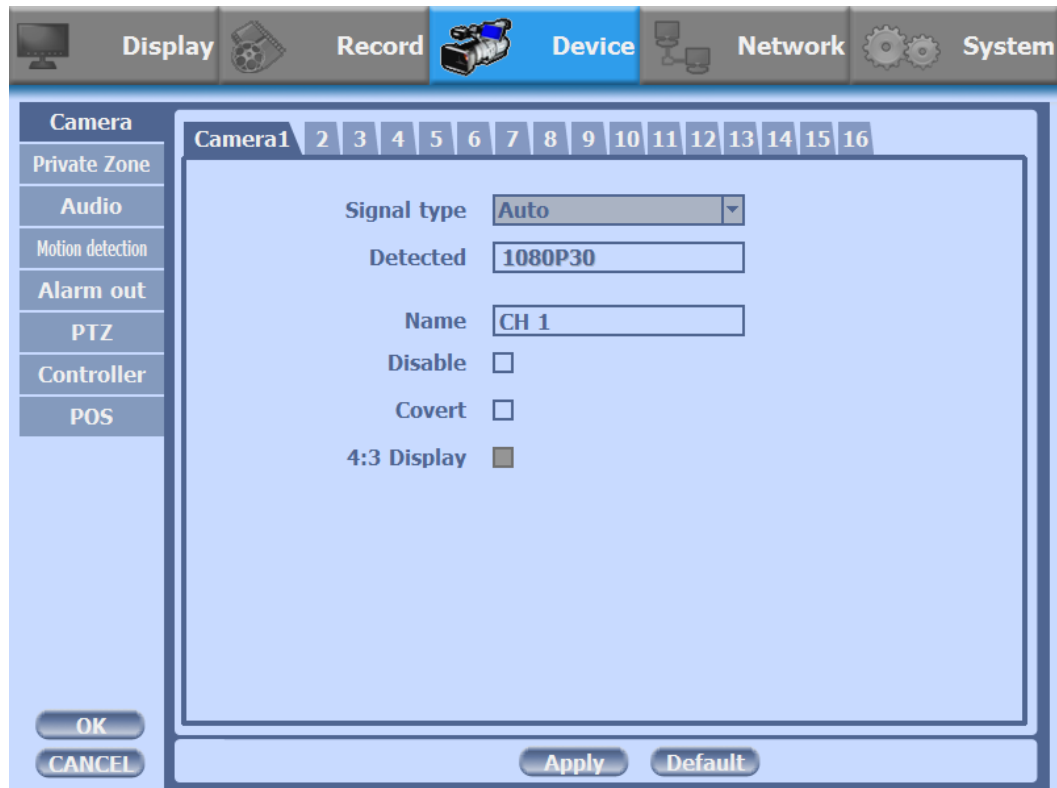 Display Record Device Network System
Camera
Private Zone
Audio
Motion detection
Alarm out
PTZ
Controller
POS
OK
CANCEL
Camera1 2 3 4 5 6 7 8 9 10 11 12 13 14 15 16
Signal type Auto
Detected 1080P30
Name CH 1
Disable
Covert
4:3 Display
Apply Default